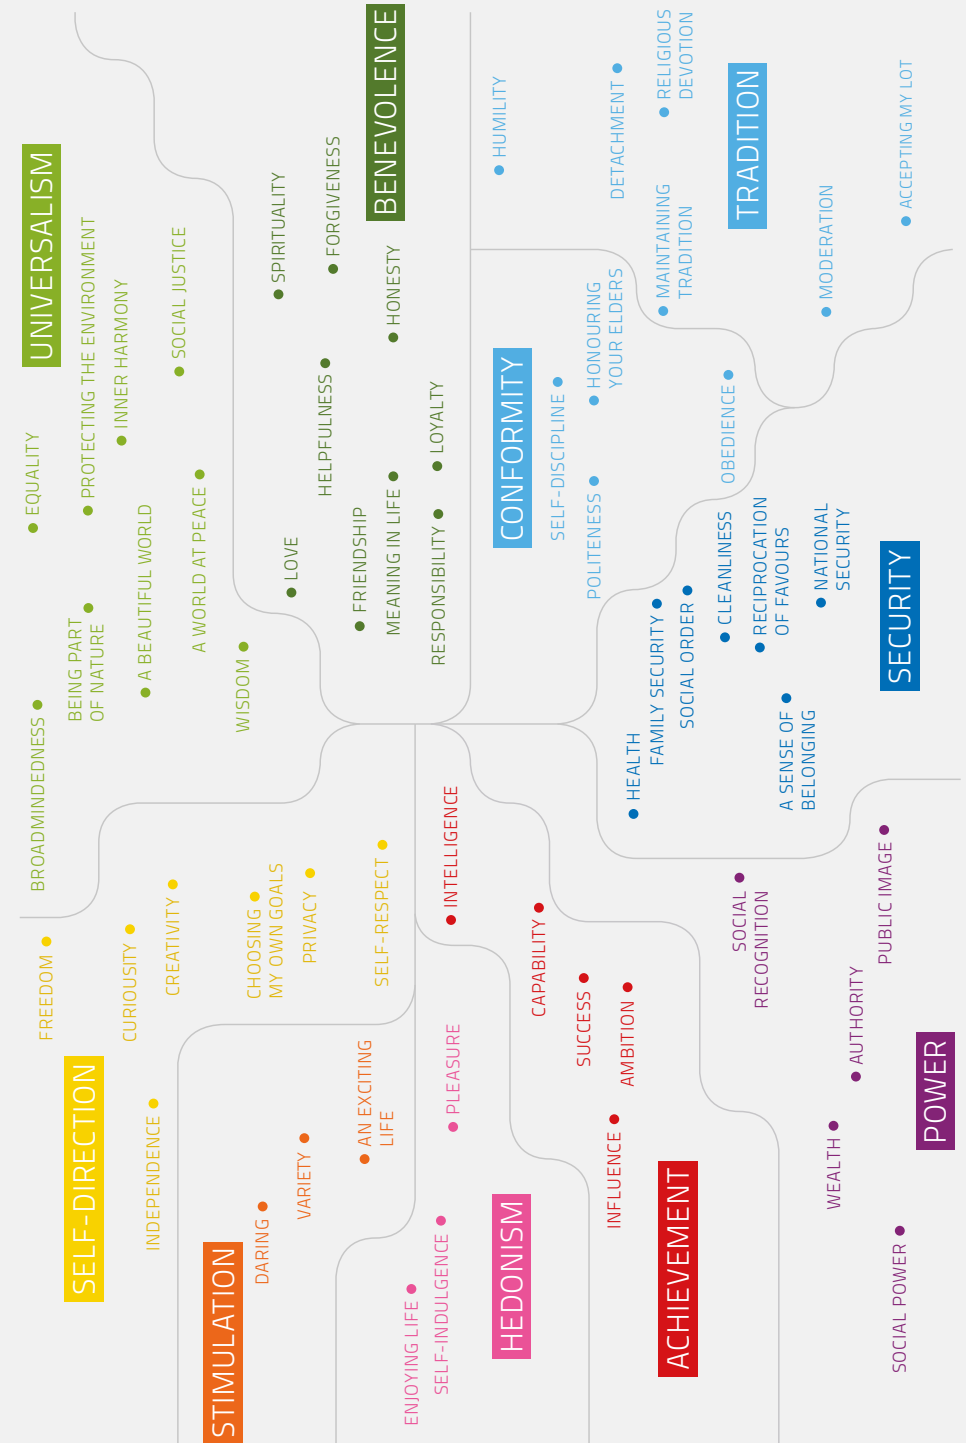 UNIVERSALISM
EQUALITY
PROTECTING THE ENVIRONMENT
INNER HARMONY
SOCIAL JUSTICE
A WORLD AT PEACE
A BEAUTIFUL WORLD
BEING PART
OF NATURE
BROADMINDEDNESS
WISDOM
BENEVOLENCE
SPIRITUALITY
FORGIVENESS
HONESTY
HELPFULNESS
LOYALTY
LOVE
FRIENDSHIP
MEANING IN LIFE
RESPONSIBILITY
TRADITION
HUMILITY
DETACHMENT
RELIGIOUS
DEVOTION
MAINTAINING
TRADITION
MODERATION
ACCEPTING MY LOT
CONFORMITY
SELF-DISCIPLINE
HONOURING
YOUR ELDERS
POLITENESS
OBEDIENCE
SECURITY
CLEANLINESS
RECIPROCATION
OF FAVOURS
NATIONAL
SECURITY
FAMILY SECURITY
SOCIAL ORDER
HEALTH
A SENSE OF
BELONGING
SELF-DIRECTION
FREEDOM
CURIOUSITY
CREATIVITY
CHOOSING
MY OWN GOALS
PRIVACY
SELF-RESPECT
INDEPENDENCE
STIMULATION
DARING
VARIETY
AN EXCITING
LIFE
HEDONISM
PLEASURE
ENJOYING LIFE
SELF-INDULGENCE
ACHIEVEMENT
INTELLIGENCE
CAPABILITY
SUCCESS
AMBITION
INFLUENCE
POWER
SOCIAL
RECOGNITION
PUBLIC IMAGE
AUTHORITY
WEALTH
SOCIAL POWER